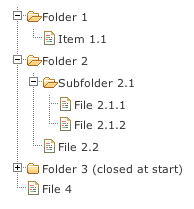 Folder 1
Item 1.1
Folder 2
Subfolder 2.1
File 2.1.1
File 2.1.2
File 2.2
Folder 3 (closed at start)
File 4